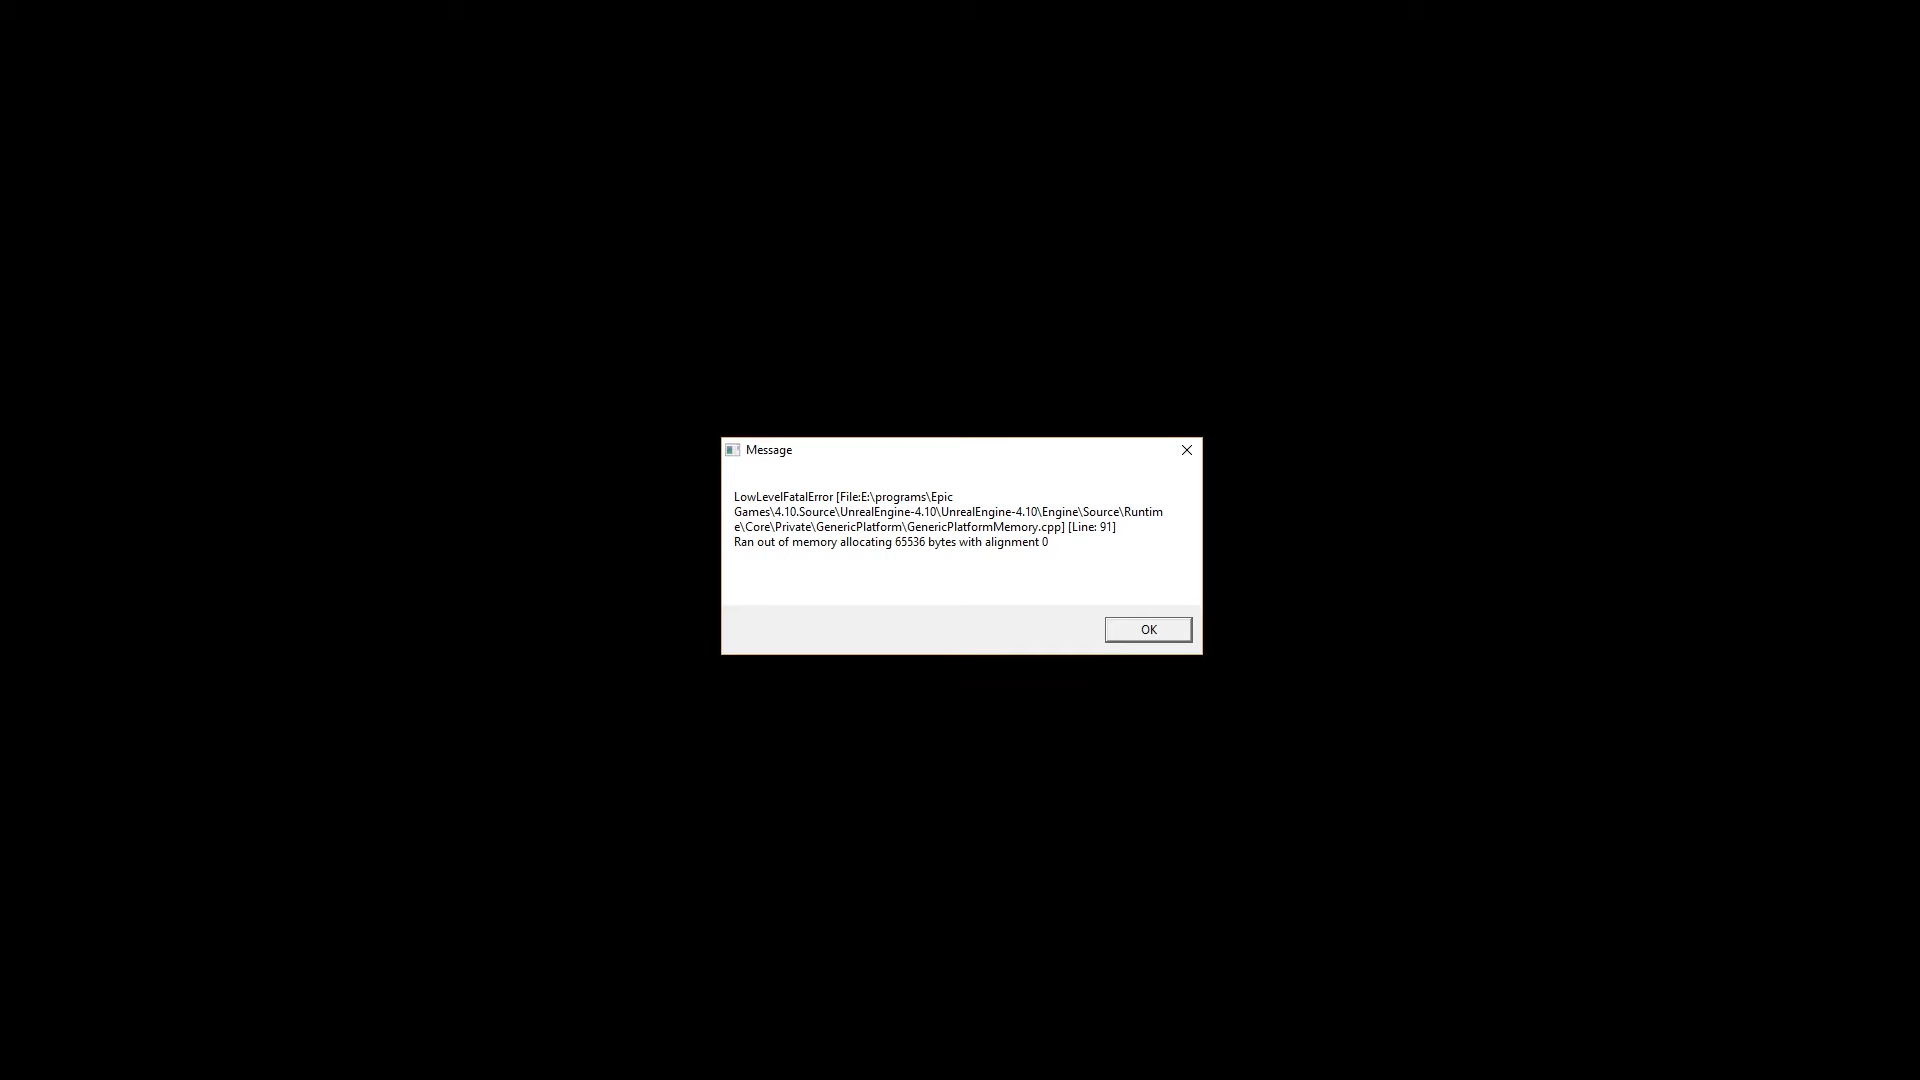 Message
LowLevelFatalError [File:E:\programs\Epic
Games\4.10.Source\UnrealEngine-4.10\UnrealEngine-4.10\Engine\Source\Runtim
e\Core\Private\GenericPlatform\GenericPlatformMemory.cpp] [Line: 91]
Ran out of memory allocating 65536 bytes with alignment 0
OK